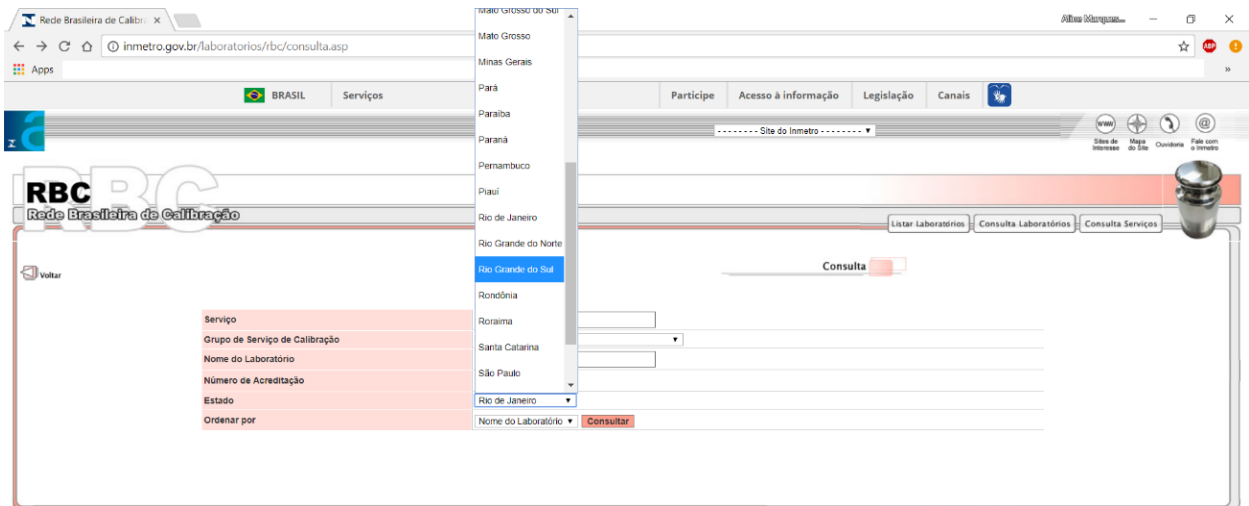 Rede Brasileira de Calibra
Aline Marques...
inmetro.gov.br/laboratorios/rbc/consulta.asp
ABP
Apps
BRASIL
Serviços
Participe
Acesso à informação
Legislação
Canais
-------- Site do Inmetro --------
www
@
Sites de Interesse
Mapa do Site
Ouvidoria
Fale com o Inmetro
RBC
Rede Brasileira de Calibração
Listar Laboratórios
Consulta Laboratórios
Consulta Serviços
Voltar
Consulta
Mato Grosso do Sul
Mato Grosso
Minas Gerais
Pará
Paraíba
Paraná
Pernambuco
Piauí
Rio de Janeiro
Rio Grande do Norte
Rio Grande do Sul
Rondônia
Roraima
Santa Catarina
São Paulo
Serviço
Grupo de Serviço de Calibração
Nome do Laboratório
Número de Acreditação
Estado
Rio de Janeiro
Ordenar por
Nome do Laboratório
Consultar